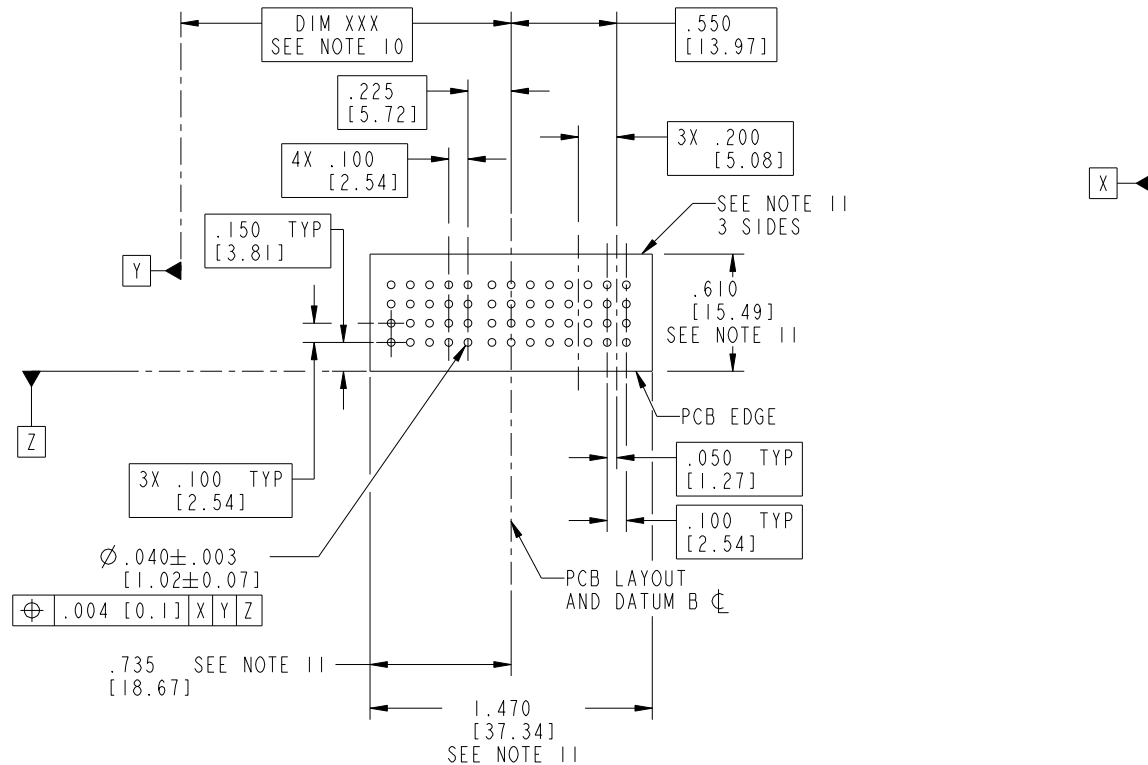 DIM XXX
SEE NOTE 10
.550
[13.97]
.225
[5.72]
3X .200
[5.08]
4X .100
[2.54]
X
SEE NOTE 11
3 SIDES
.150 TYP
[3.81]
Y
.610
[15.49]
SEE NOTE 11
Z
PCB EDGE
.050 TYP
[1.27]
3X .100 TYP
[2.54]
.100 TYP
[2.54]
Ø .040±.003
[1.02±0.07]
⌖ .004 [0.1] X Y Z
PCB LAYOUT
AND DATUM B ℄
.735 SEE NOTE 11
[18.67]
1.470
[37.34]
SEE NOTE 11